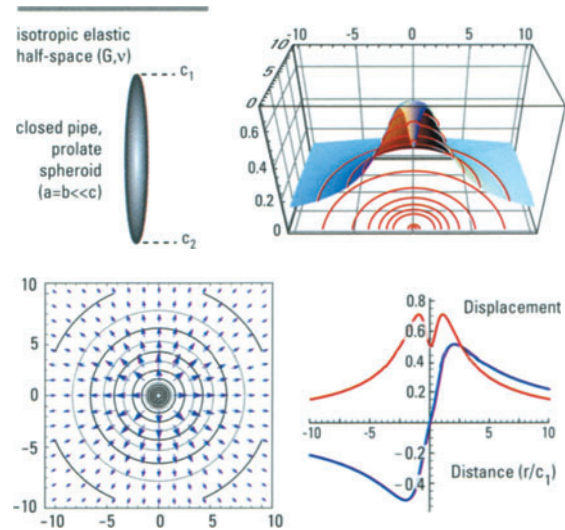 isotropic elastic
half-space (G,ν)
c₁
closed pipe,
prolate
spheroid
(a=b<<c)
c₂
-10 -5 0 5 10
10
5
0
0.6
0.4
0.2
0
10
5
0
-5
-10
-10 -5 0 5 10
0.8
Displacement
0.6
0.4
0.2
-10 -5 5 10
-0.2
Distance (r/c₁)
-0.4